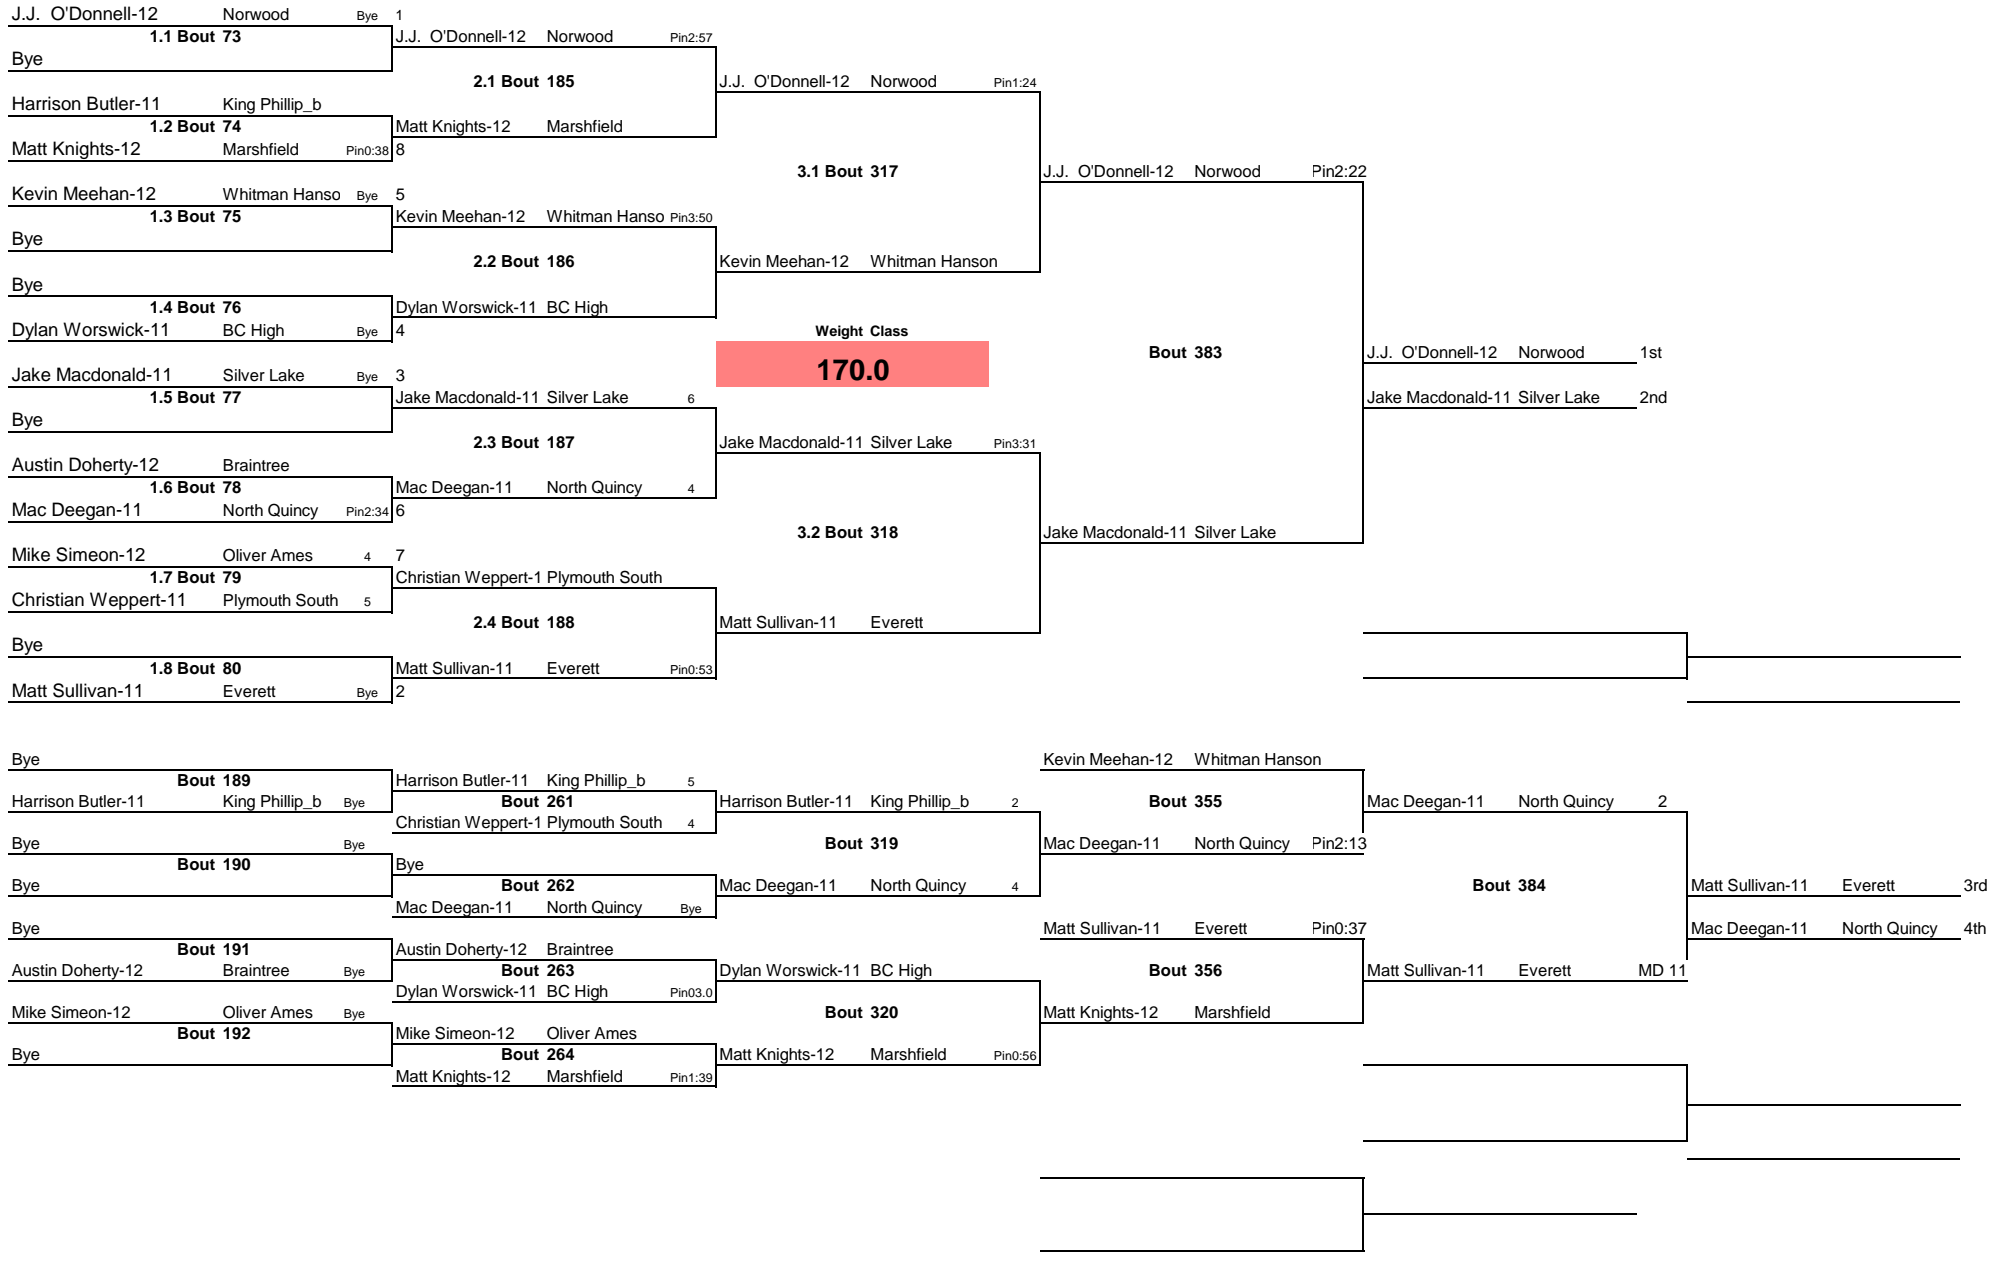 J.J. O'Donnell-12 Norwood Bye 1
1.1 Bout 73 J.J. O'Donnell-12 Norwood Pin2:57
Bye
2.1 Bout 185 J.J. O'Donnell-12 Norwood Pin1:24
Harrison Butler-11 King Phillip_b
1.2 Bout 74 Matt Knights-12 Marshfield
Matt Knights-12 Marshfield Pin0:38 8
3.1 Bout 317 J.J. O'Donnell-12 Norwood Pin2:22
Kevin Meehan-12 Whitman Hanso Bye 5
1.3 Bout 75 Kevin Meehan-12 Whitman Hanso Pin3:50
Bye
2.2 Bout 186 Kevin Meehan-12 Whitman Hanson
Bye
1.4 Bout 76 Dylan Worswick-11 BC High
Dylan Worswick-11 BC High Bye 4 Weight Class
Bout 383 J.J. O'Donnell-12 Norwood 1st
Jake Macdonald-11 Silver Lake Bye 3 170.0
1.5 Bout 77 Jake Macdonald-11 Silver Lake 6 Jake Macdonald-11 Silver Lake 2nd
Bye
2.3 Bout 187 Jake Macdonald-11 Silver Lake Pin3:31
Austin Doherty-12 Braintree
1.6 Bout 78 Mac Deegan-11 North Quincy 4
Mac Deegan-11 North Quincy Pin2:34 6
3.2 Bout 318 Jake Macdonald-11 Silver Lake
Mike Simeon-12 Oliver Ames 4 7
1.7 Bout 79 Christian Weppert-1 Plymouth South
Christian Weppert-11 Plymouth South 5
2.4 Bout 188 Matt Sullivan-11 Everett
Bye
1.8 Bout 80 Matt Sullivan-11 Everett Pin0:53
Matt Sullivan-11 Everett Bye 2
Bye Kevin Meehan-12 Whitman Hanson
Bout 189 Harrison Butler-11 King Phillip_b 5
Harrison Butler-11 King Phillip_b Bye Bout 261 Harrison Butler-11 King Phillip_b 2 Bout 355 Mac Deegan-11 North Quincy 2
Christian Weppert-1 Plymouth South 4
Bye Bye Bout 319 Mac Deegan-11 North Quincy Pin2:13
Bout 190 Bye
Bye Bout 262 Mac Deegan-11 North Quincy 4 Bout 384 Matt Sullivan-11 Everett 3rd
Mac Deegan-11 North Quincy Bye
Bye Matt Sullivan-11 Everett Pin0:37 Mac Deegan-11 North Quincy 4th
Bout 191 Austin Doherty-12 Braintree
Austin Doherty-12 Braintree Bye Bout 263 Dylan Worswick-11 BC High Bout 356 Matt Sullivan-11 Everett MD 11
Dylan Worswick-11 BC High Pin03.0
Mike Simeon-12 Oliver Ames Bye Bout 320 Matt Knights-12 Marshfield
Bout 192 Mike Simeon-12 Oliver Ames
Bye Bout 264 Matt Knights-12 Marshfield Pin0:56
Matt Knights-12 Marshfield Pin1:39